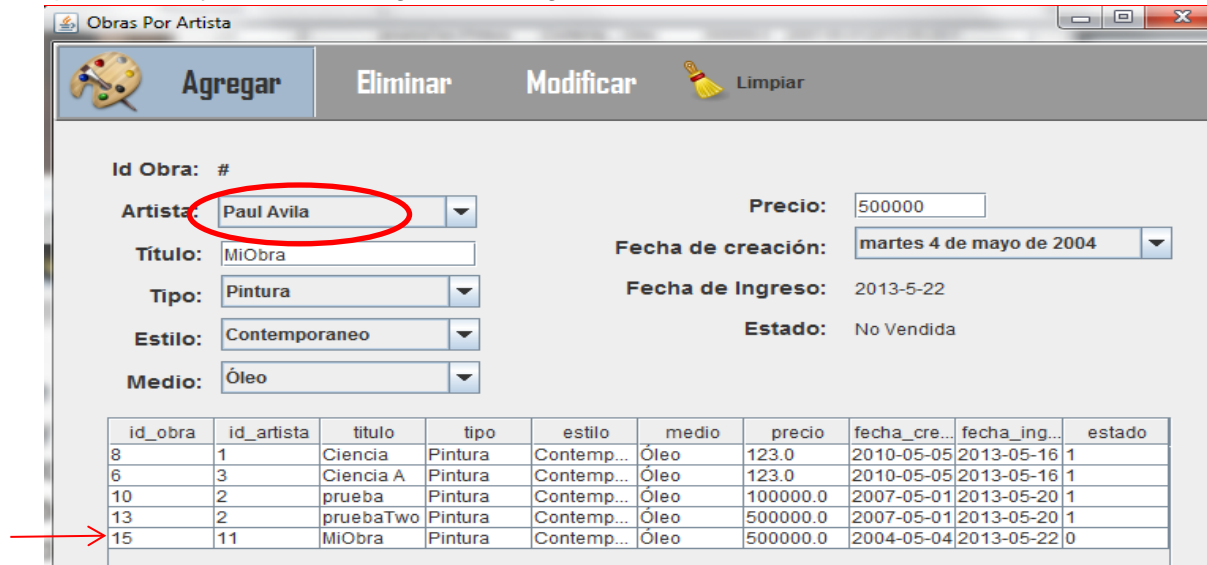 Obras Por Artista
Agregar Eliminar Modificar Limpiar
Id Obra: #
Artista: Paul Avila Precio: 500000
Título: MiObra Fecha de creación: martes 4 de mayo de 2004
Tipo: Pintura Fecha de Ingreso: 2013-5-22
Estilo: Contemporaneo Estado: No Vendida
Medio: Óleo
id_obra id_artista titulo tipo estilo medio precio fecha_cre... fecha_ing... estado
8 1 Ciencia Pintura Contemp... Óleo 123.0 2010-05-05 2013-05-16 1
6 3 Ciencia A Pintura Contemp... Óleo 123.0 2010-05-05 2013-05-16 1
10 2 prueba Pintura Contemp... Óleo 100000.0 2007-05-01 2013-05-20 1
13 2 pruebaTwo Pintura Contemp... Óleo 500000.0 2007-05-01 2013-05-20 1
15 11 MiObra Pintura Contemp... Óleo 500000.0 2004-05-04 2013-05-22 0